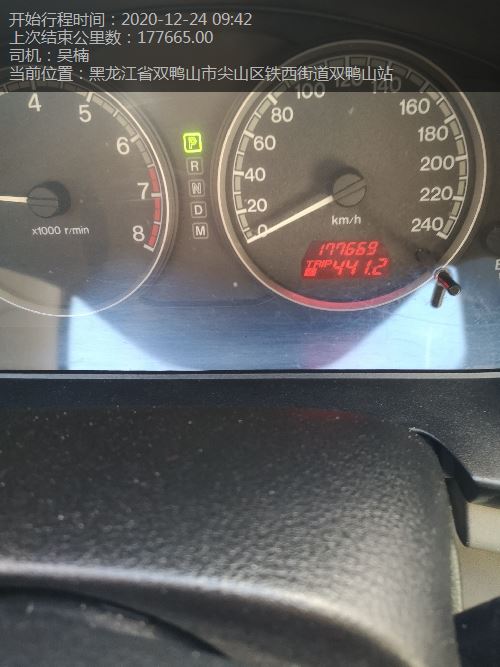 开始行程时间：2020-12-24 09:42
上次结束公里数：177665.00
司机：吴楠
当前位置：黑龙江省双鸭山市尖山区铁西街道双鸭山站
4
5
6
7
8
x1000 r/min
P
R
N
D
M
0
20
40
60
80
100
120
140
160
180
200
220
240
km/h
177669
TRIP 441.2